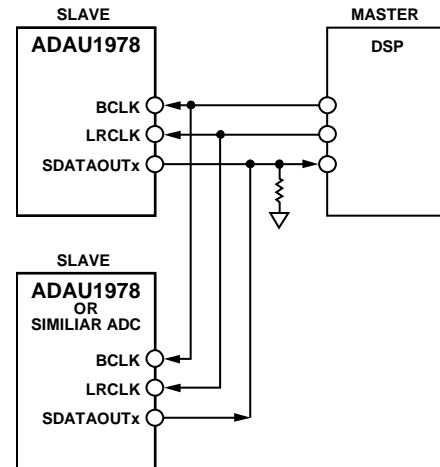 SLAVE
ADAU1978
BCLK
LRCLK
SDATAOUTx
MASTER
DSP
SLAVE
ADAU1978
OR
SIMILIAR ADC
BCLK
LRCLK
SDATAOUTx